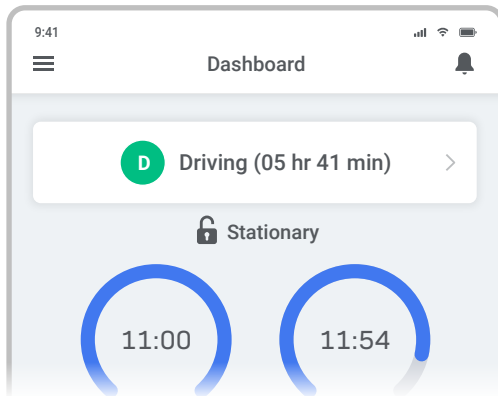 9:41
Dashboard
D Driving (05 hr 41 min)
Stationary
11:00 11:54